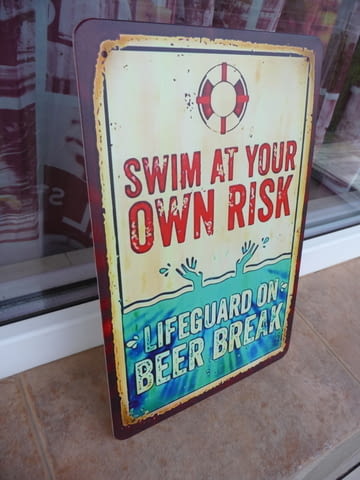 SWIM AT YOUR
OWN RISK
LIFEGUARD ON
BEER BREAK